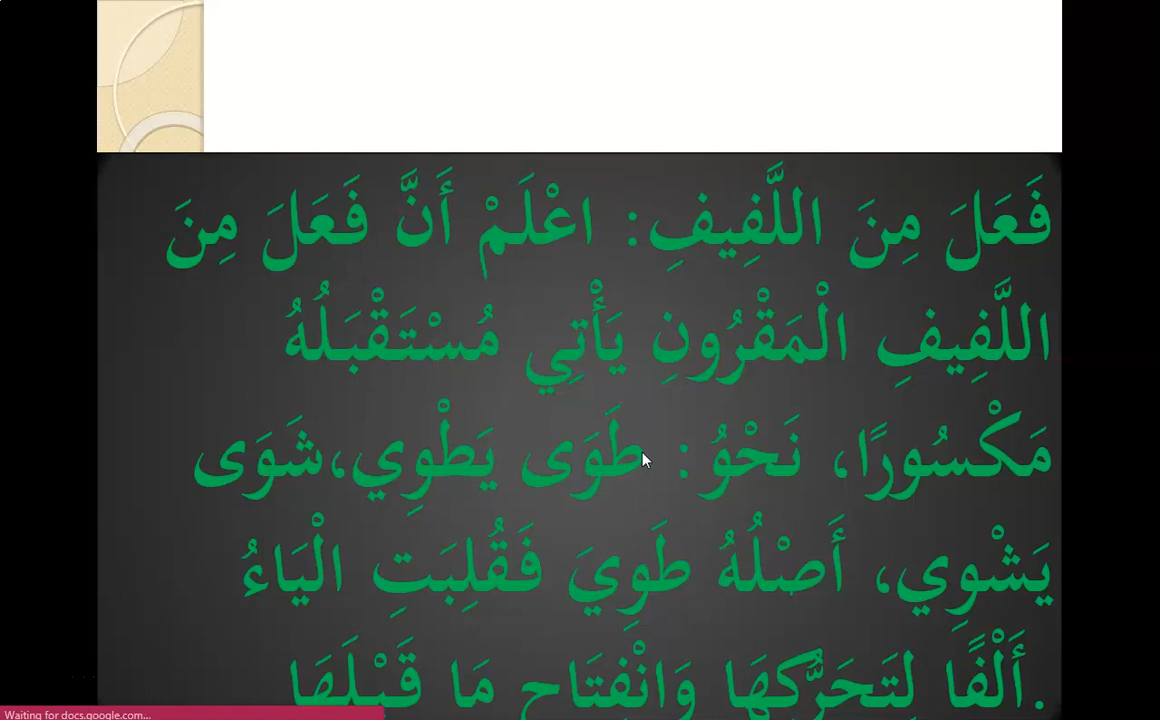 فَعَلَ مِنَ اللَّفِيفِ: اعْلَمْ أَنَّ فَعَلَ مِنَ
اللَّفِيفِ الْمَقْرُونِ يَأْتِي مُسْتَقْبَلُهُ
مَكْسُورًا، نَحْوُ: طَوَى يَطْوِي،شَوَى
يَشْوِي، أَصْلُهُ طَوِيَ فَقُلِبَتِ الْيَاءُ
أَلْفًا لِتَحَرُّكِهَا وَانْفِتَاحِ مَا قَبْلَهَا.
Waiting for docs.google.com...